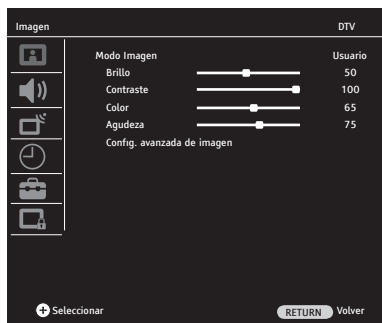 Imagen DTV
Modo Imagen Usuario
Brillo 50
Contraste 100
Color 65
Agudeza 75
Config. avanzada de imagen
Seleccionar RETURN Volver